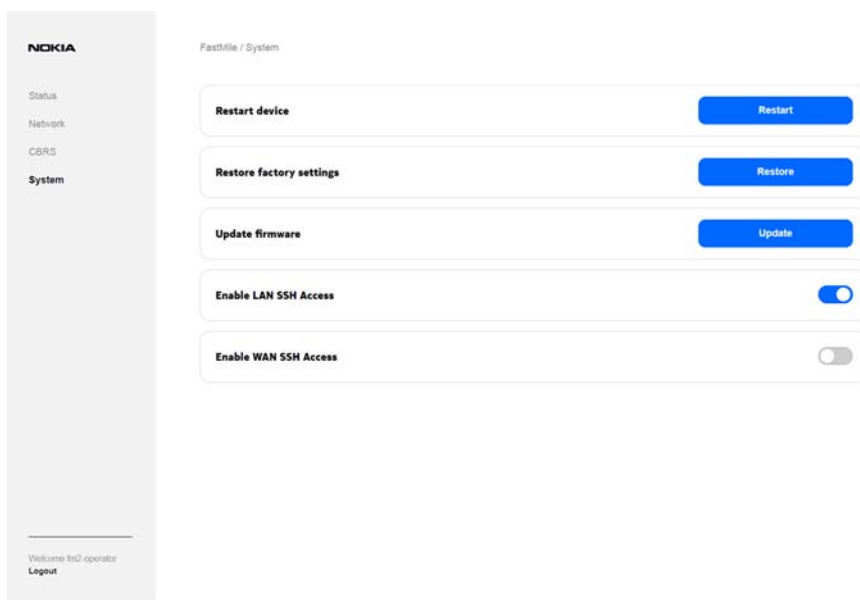 NOKIA
FastMile / System
Status
Network
CBRS
System
Restart device
Restart
Restore factory settings
Restore
Update firmware
Update
Enable LAN SSH Access
Enable WAN SSH Access
Welcome fm2-operator
Logout